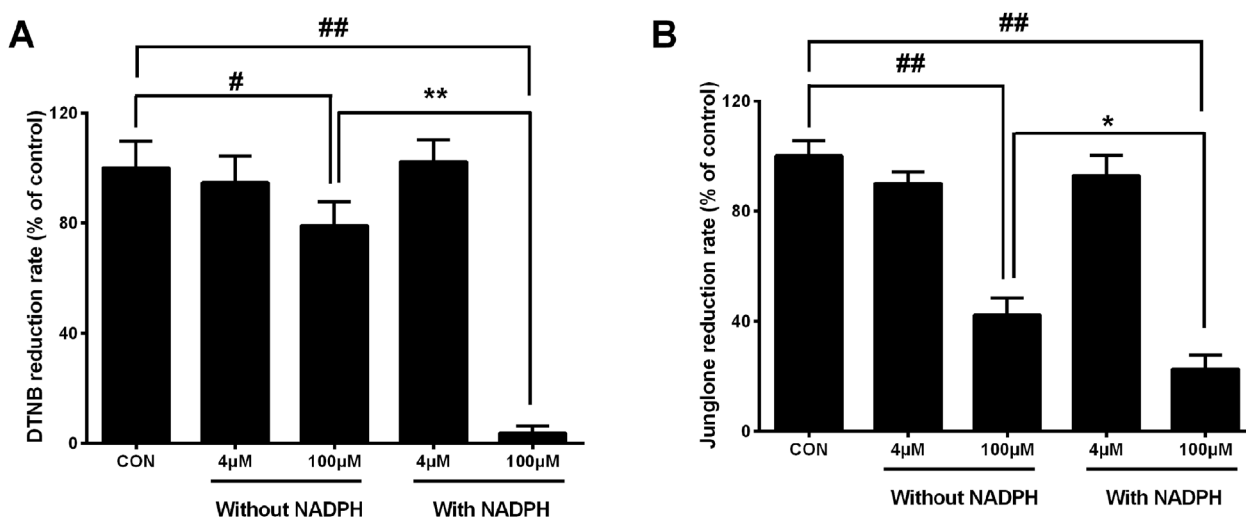 A
##
#
**
DTNB reduction rate (% of control)
120
80
40
0
CON
4μM
100μM
4μM
100μM
Without NADPH
With NADPH
B
##
##
*
Junglone reduction rate (% of control)
120
80
40
0
CON
4μM
100μM
4μM
100μM
Without NADPH
With NADPH